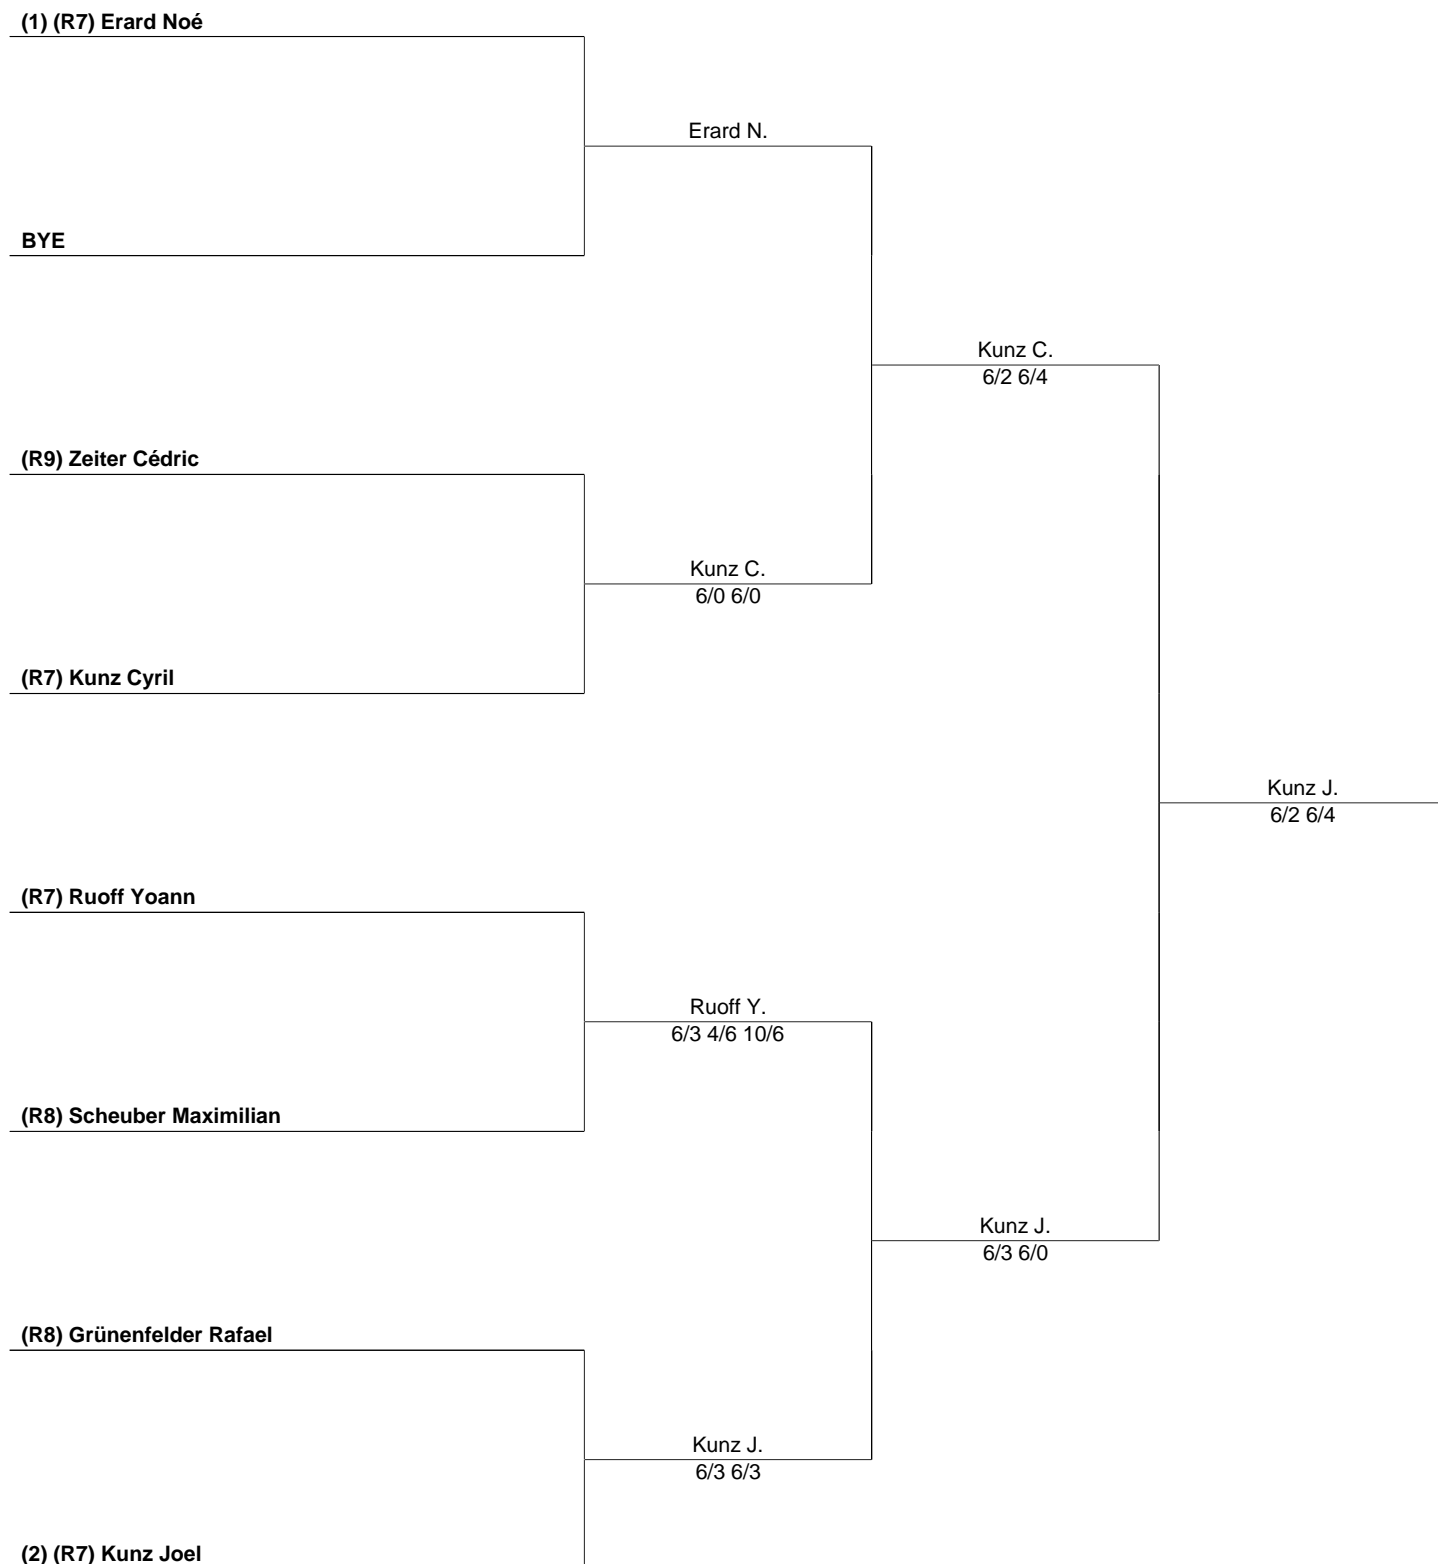 (1) (R7) Erard Noé
Erard N.
BYE
Kunz C.
6/2 6/4
(R9) Zeiter Cédric
Kunz C.
6/0 6/0
(R7) Kunz Cyril
Kunz J.
6/2 6/4
(R7) Ruoff Yoann
Ruoff Y.
6/3 4/6 10/6
(R8) Scheuber Maximilian
Kunz J.
6/3 6/0
(R8) Grünenfelder Rafael
Kunz J.
6/3 6/3
(2) (R7) Kunz Joel